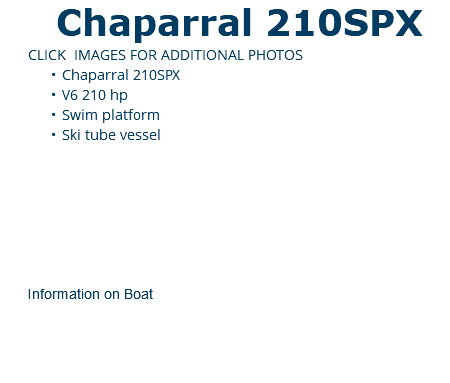 Chaparral 210SPX
CLICK  IMAGES FOR ADDITIONAL PHOTOS
• Chaparral 210SPX
• V6 210 hp
• Swim platform
• Ski tube vessel
Information on Boat